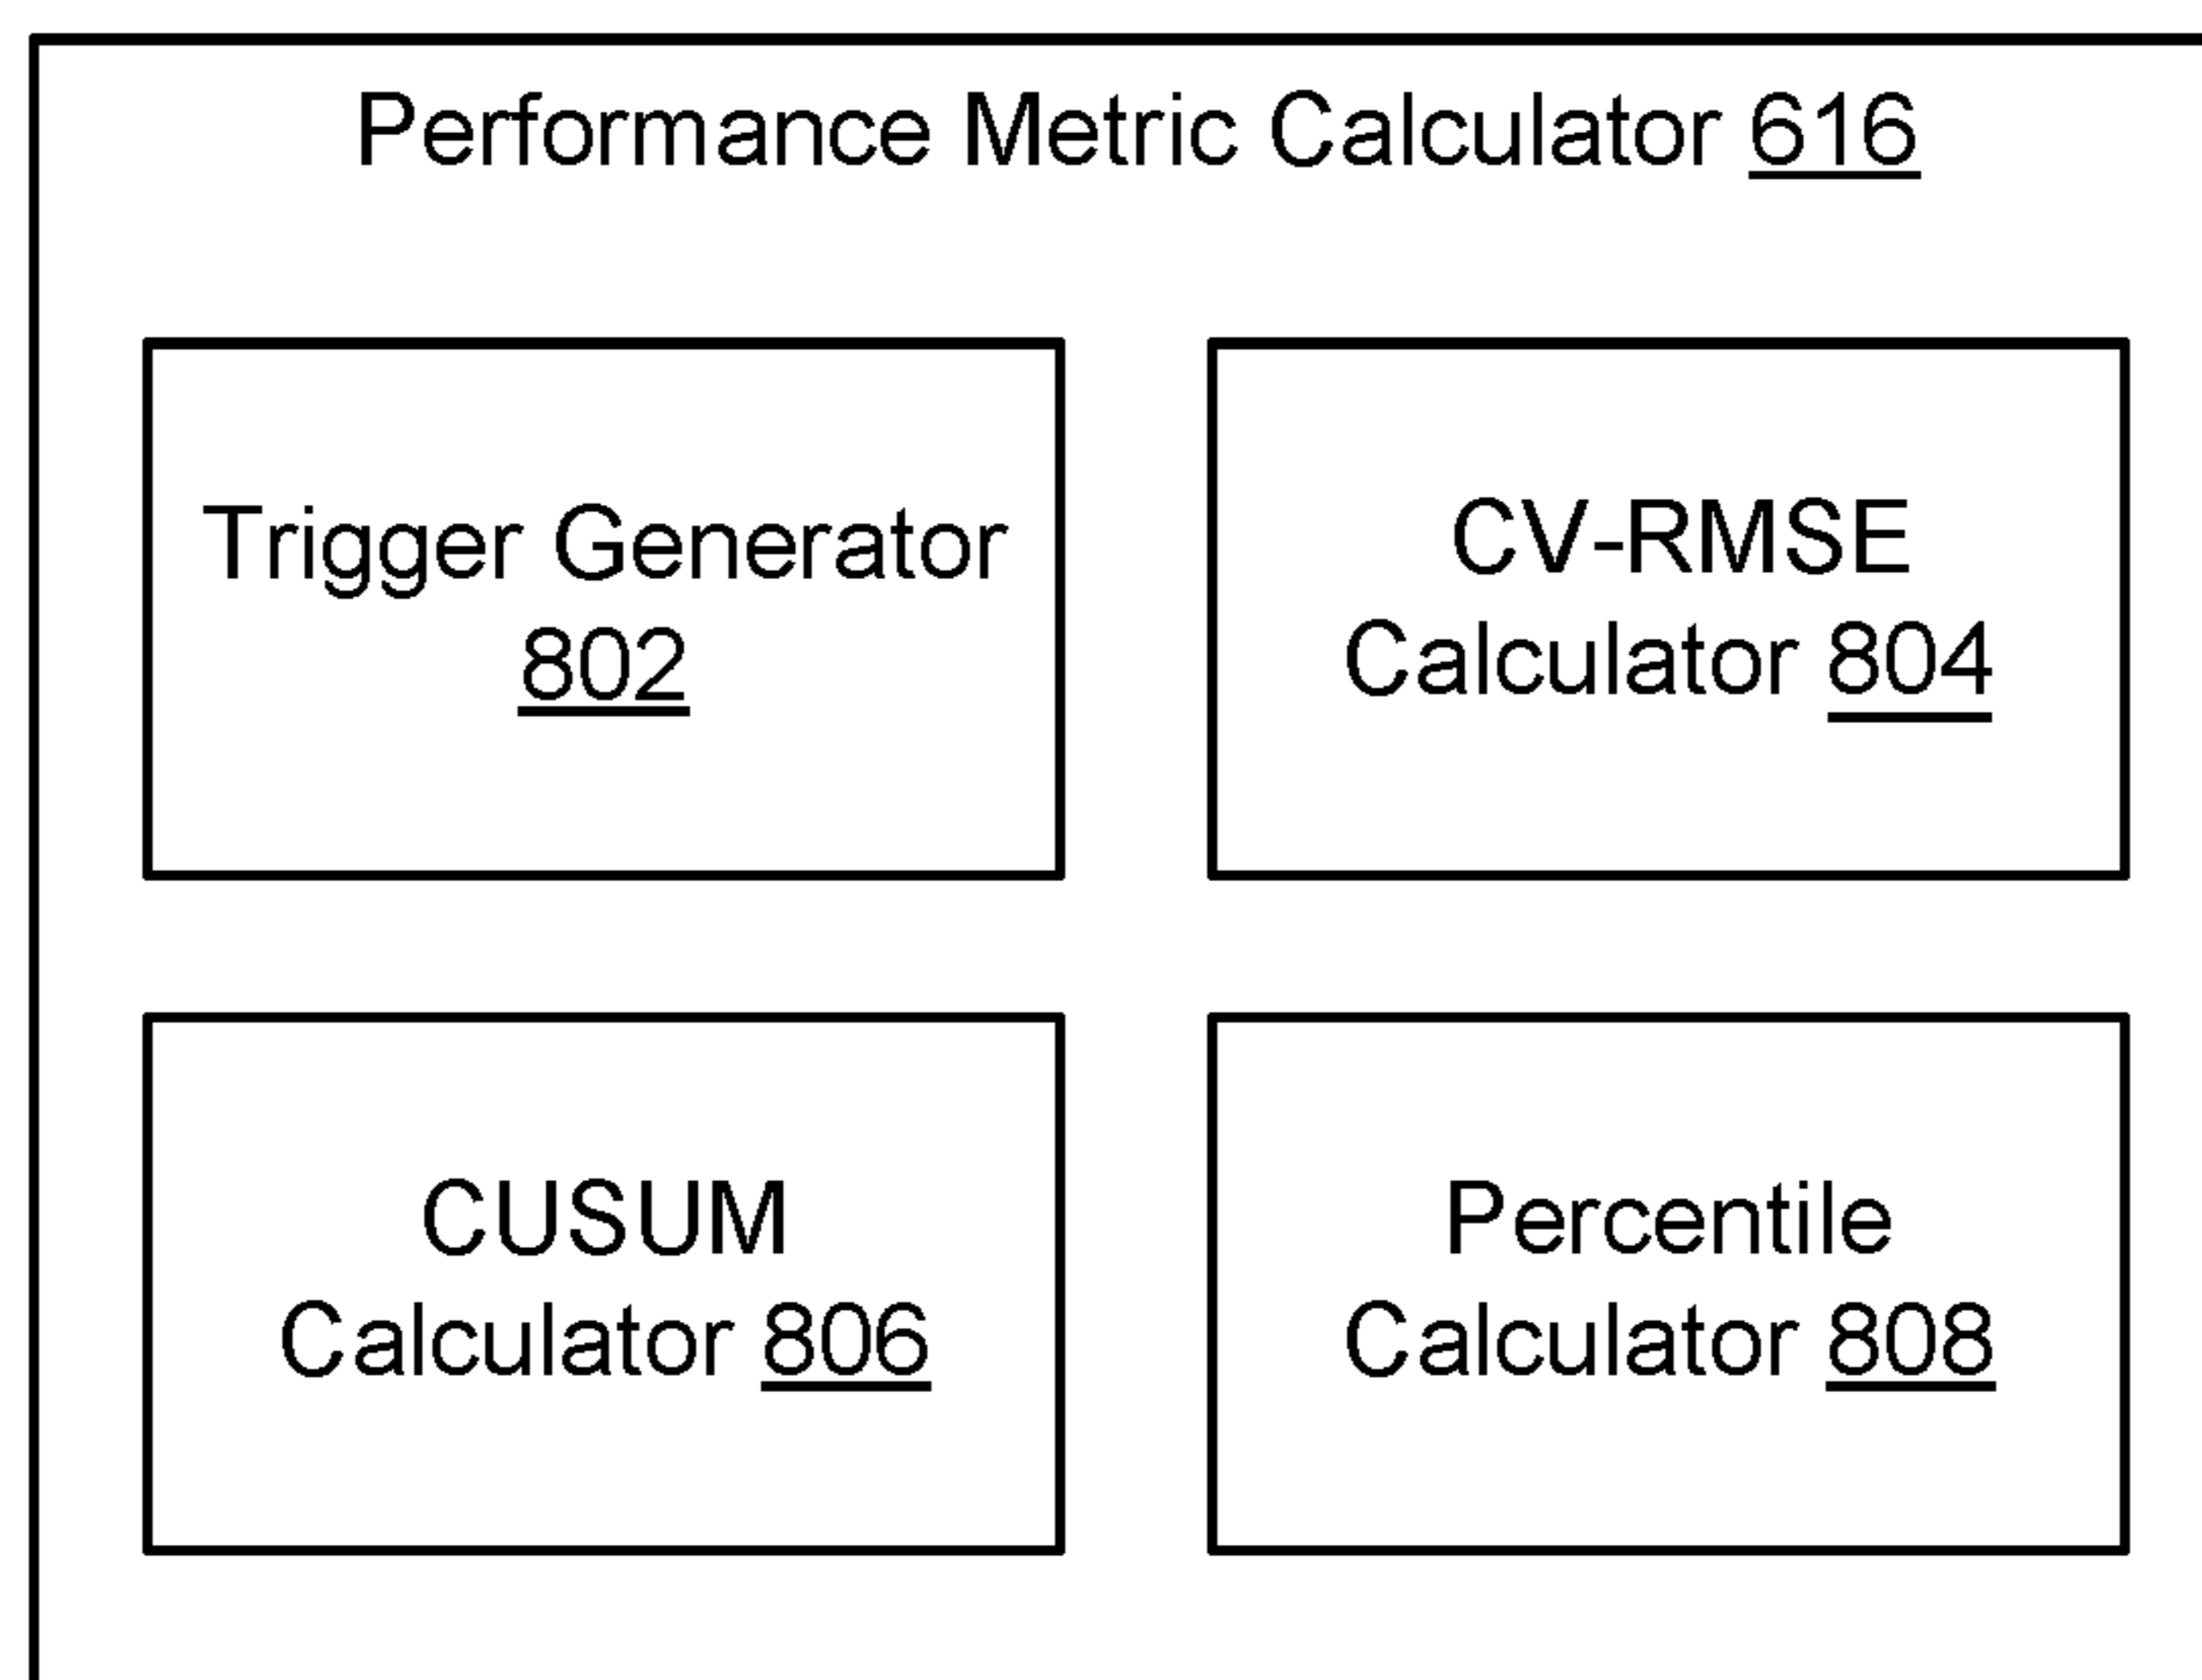 Performance Metric Calculator 616
Trigger Generator
802
CV-RMSE
Calculator 804
CUSUM
Calculator 806
Percentile
Calculator 808